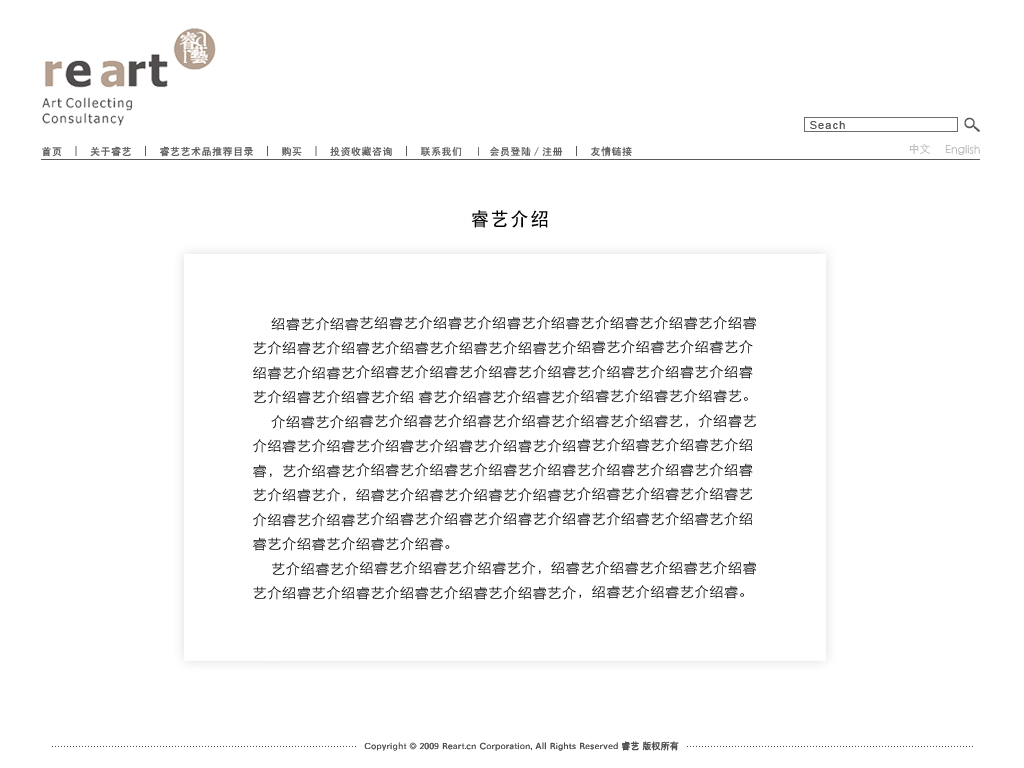 re art
睿艺
Art Collecting
Consultancy
Seach
首页 | 关于睿艺 | 睿艺艺术品推荐目录 | 购买 | 投资收藏咨询 | 联系我们 | 会员登陆 / 注册 | 友情链接 中文 English
睿艺介绍
绍睿艺介绍睿艺绍睿艺介绍睿艺介绍睿艺介绍睿艺介绍睿艺介绍睿艺介绍睿
艺介绍睿艺介绍睿艺介绍睿艺介绍睿艺介绍睿艺介绍睿艺介绍睿艺介绍睿艺介
绍睿艺介绍睿艺介绍睿艺介绍睿艺介绍睿艺介绍睿艺介绍睿艺介绍睿艺介绍睿
艺介绍睿艺介绍睿艺介绍 睿艺介绍睿艺介绍睿艺介绍睿艺介绍睿艺介绍睿艺。
介绍睿艺介绍睿艺介绍睿艺介绍睿艺介绍睿艺介绍睿艺介绍睿艺，介绍睿艺
介绍睿艺介绍睿艺介绍睿艺介绍睿艺介绍睿艺介绍睿艺介绍睿艺介绍睿艺介绍
睿，艺介绍睿艺介绍睿艺介绍睿艺介绍睿艺介绍睿艺介绍睿艺介绍睿艺介绍睿
艺介绍睿艺介，绍睿艺介绍睿艺介绍睿艺介绍睿艺介绍睿艺介绍睿艺介绍睿艺
介绍睿艺介绍睿艺介绍睿艺介绍睿艺介绍睿艺介绍睿艺介绍睿艺介绍睿艺介绍
睿艺介绍睿艺介绍睿艺介绍睿。
艺介绍睿艺介绍睿艺介绍睿艺介绍睿艺介，绍睿艺介绍睿艺介绍睿艺介绍睿
艺介绍睿艺介绍睿艺介绍睿艺介绍睿艺介绍睿艺介，绍睿艺介绍睿艺介绍睿。
Copyright © 2009 Reart.cn Corporation, All Rights Reserved 睿艺 版权所有